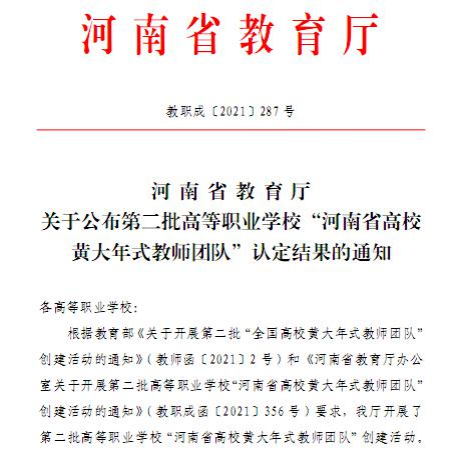 河南省教育厅
教职成〔2021〕287号
河南省教育厅
关于公布第二批高等职业学校“河南省高校
黄大年式教师团队”认定结果的通知
各高等职业学校：
根据教育部《关于开展第二批“全国高校黄大年式教师团队”
创建活动的通知》（教师函〔2021〕2号）和《河南省教育厅办公
室关于开展第二批高等职业学校“河南省高校黄大年式教师团队”
创建活动的通知》（教职成函〔2021〕356号）要求，我厅开展了
第二批高等职业学校“河南省高校黄大年式教师团队”创建活动。